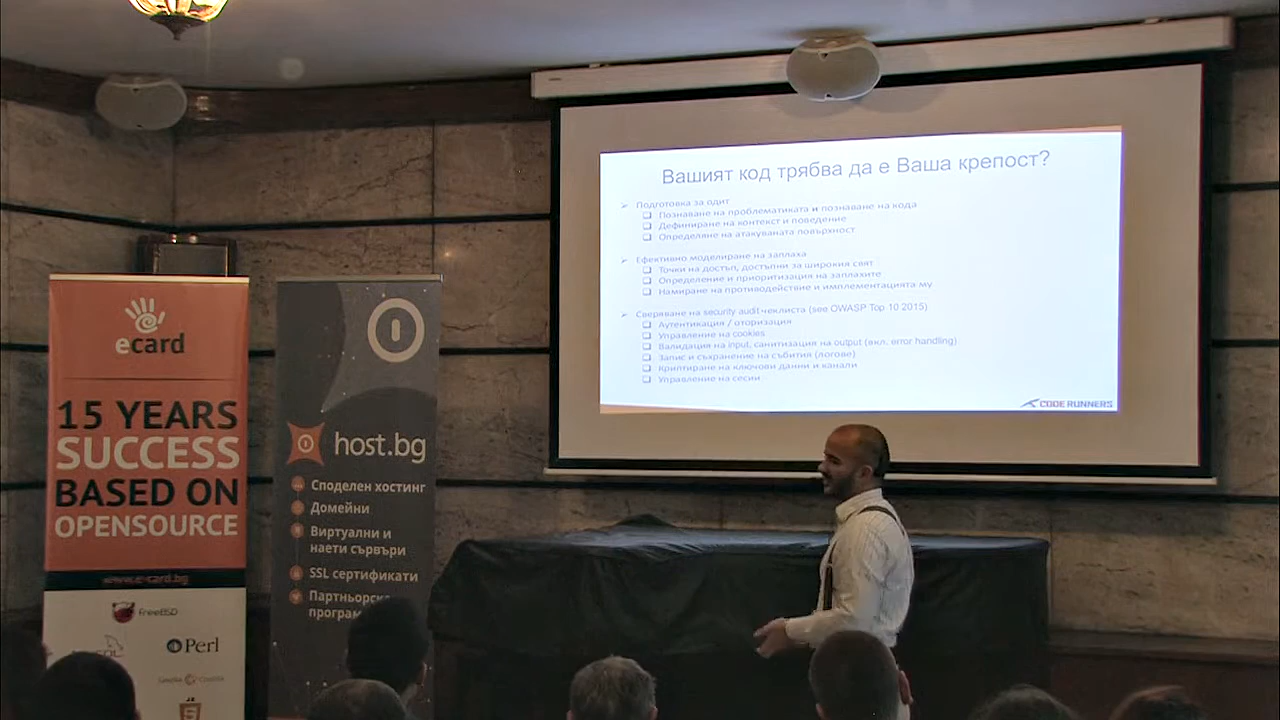 Вашият код трябва да е Ваша крепост?
Подготовка за одит
Познаване на проблематиката и познаване на кода
Дефиниране на контекст и поведение
Определяне на атакуваната повърхност
Ефективно моделиране на заплаха
Точки на достъп, достъпни за широкия свят
Определение и приоритизация на заплахите
Намиране на противодействие и имплементацията му
Сверяване на security audit чеклиста (see OWASP Top 10 2015)
Аутентикация / оторизация
Управление на cookies
Валидация на input, санитизация на output (вкл. error handling)
Запис и съхранение на събития (логове)
Криптиране на ключови данни и канали
Управление на сесии
CODE RUNNERS
ecard
15 YEARS
SUCCESS
BASED ON
OPENSOURCE
www.e-card.bg
FreeBSD
Perl
host.bg
Споделен хостинг
Домейни
Виртуални и
наети сървъри
SSL сертификати
Партньорска
програм